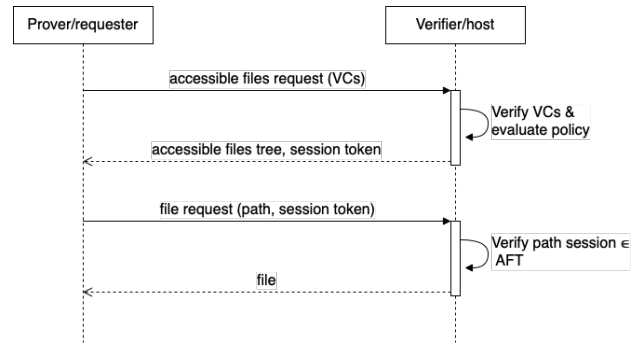 Prover/requester
Verifier/host
accessible files request (VCs)
Verify VCs &
evaluate policy
accessible files tree, session token
file request (path, session token)
Verify path session ∈
AFT
file